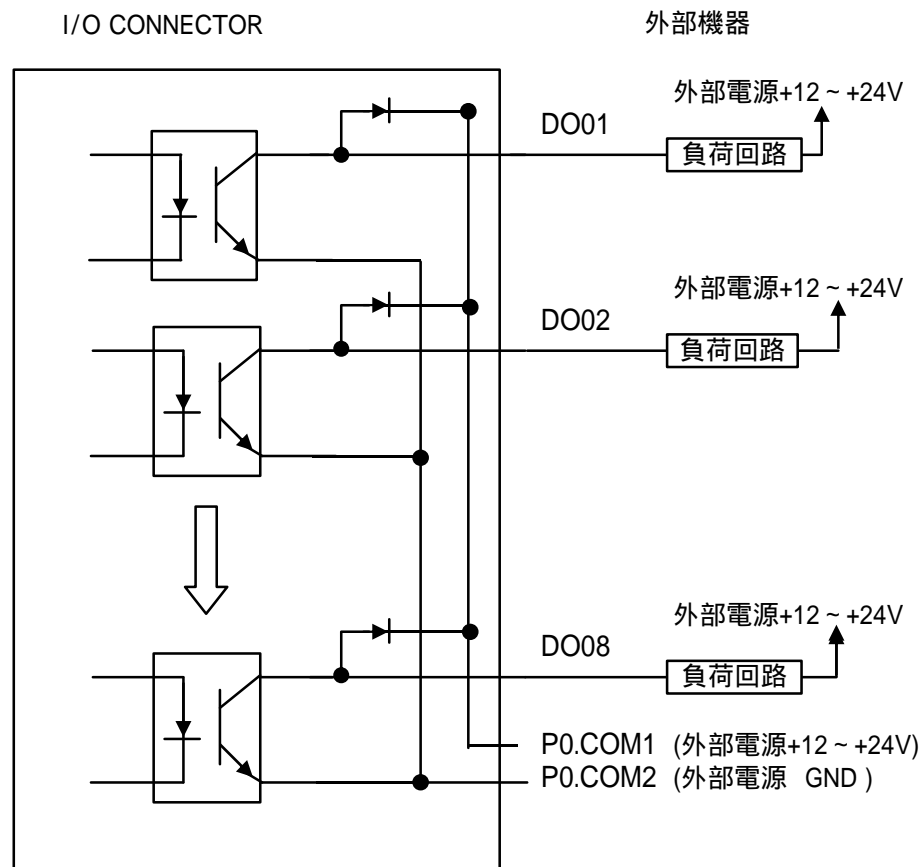 I/O CONNECTOR
外部機器
外部電源+12 ~ +24V
DO01
負荷回路
外部電源+12 ~ +24V
DO02
負荷回路
外部電源+12 ~ +24V
DO08
負荷回路
P0.COM1 (外部電源+12 ~ +24V)
P0.COM2 (外部電源 GND )